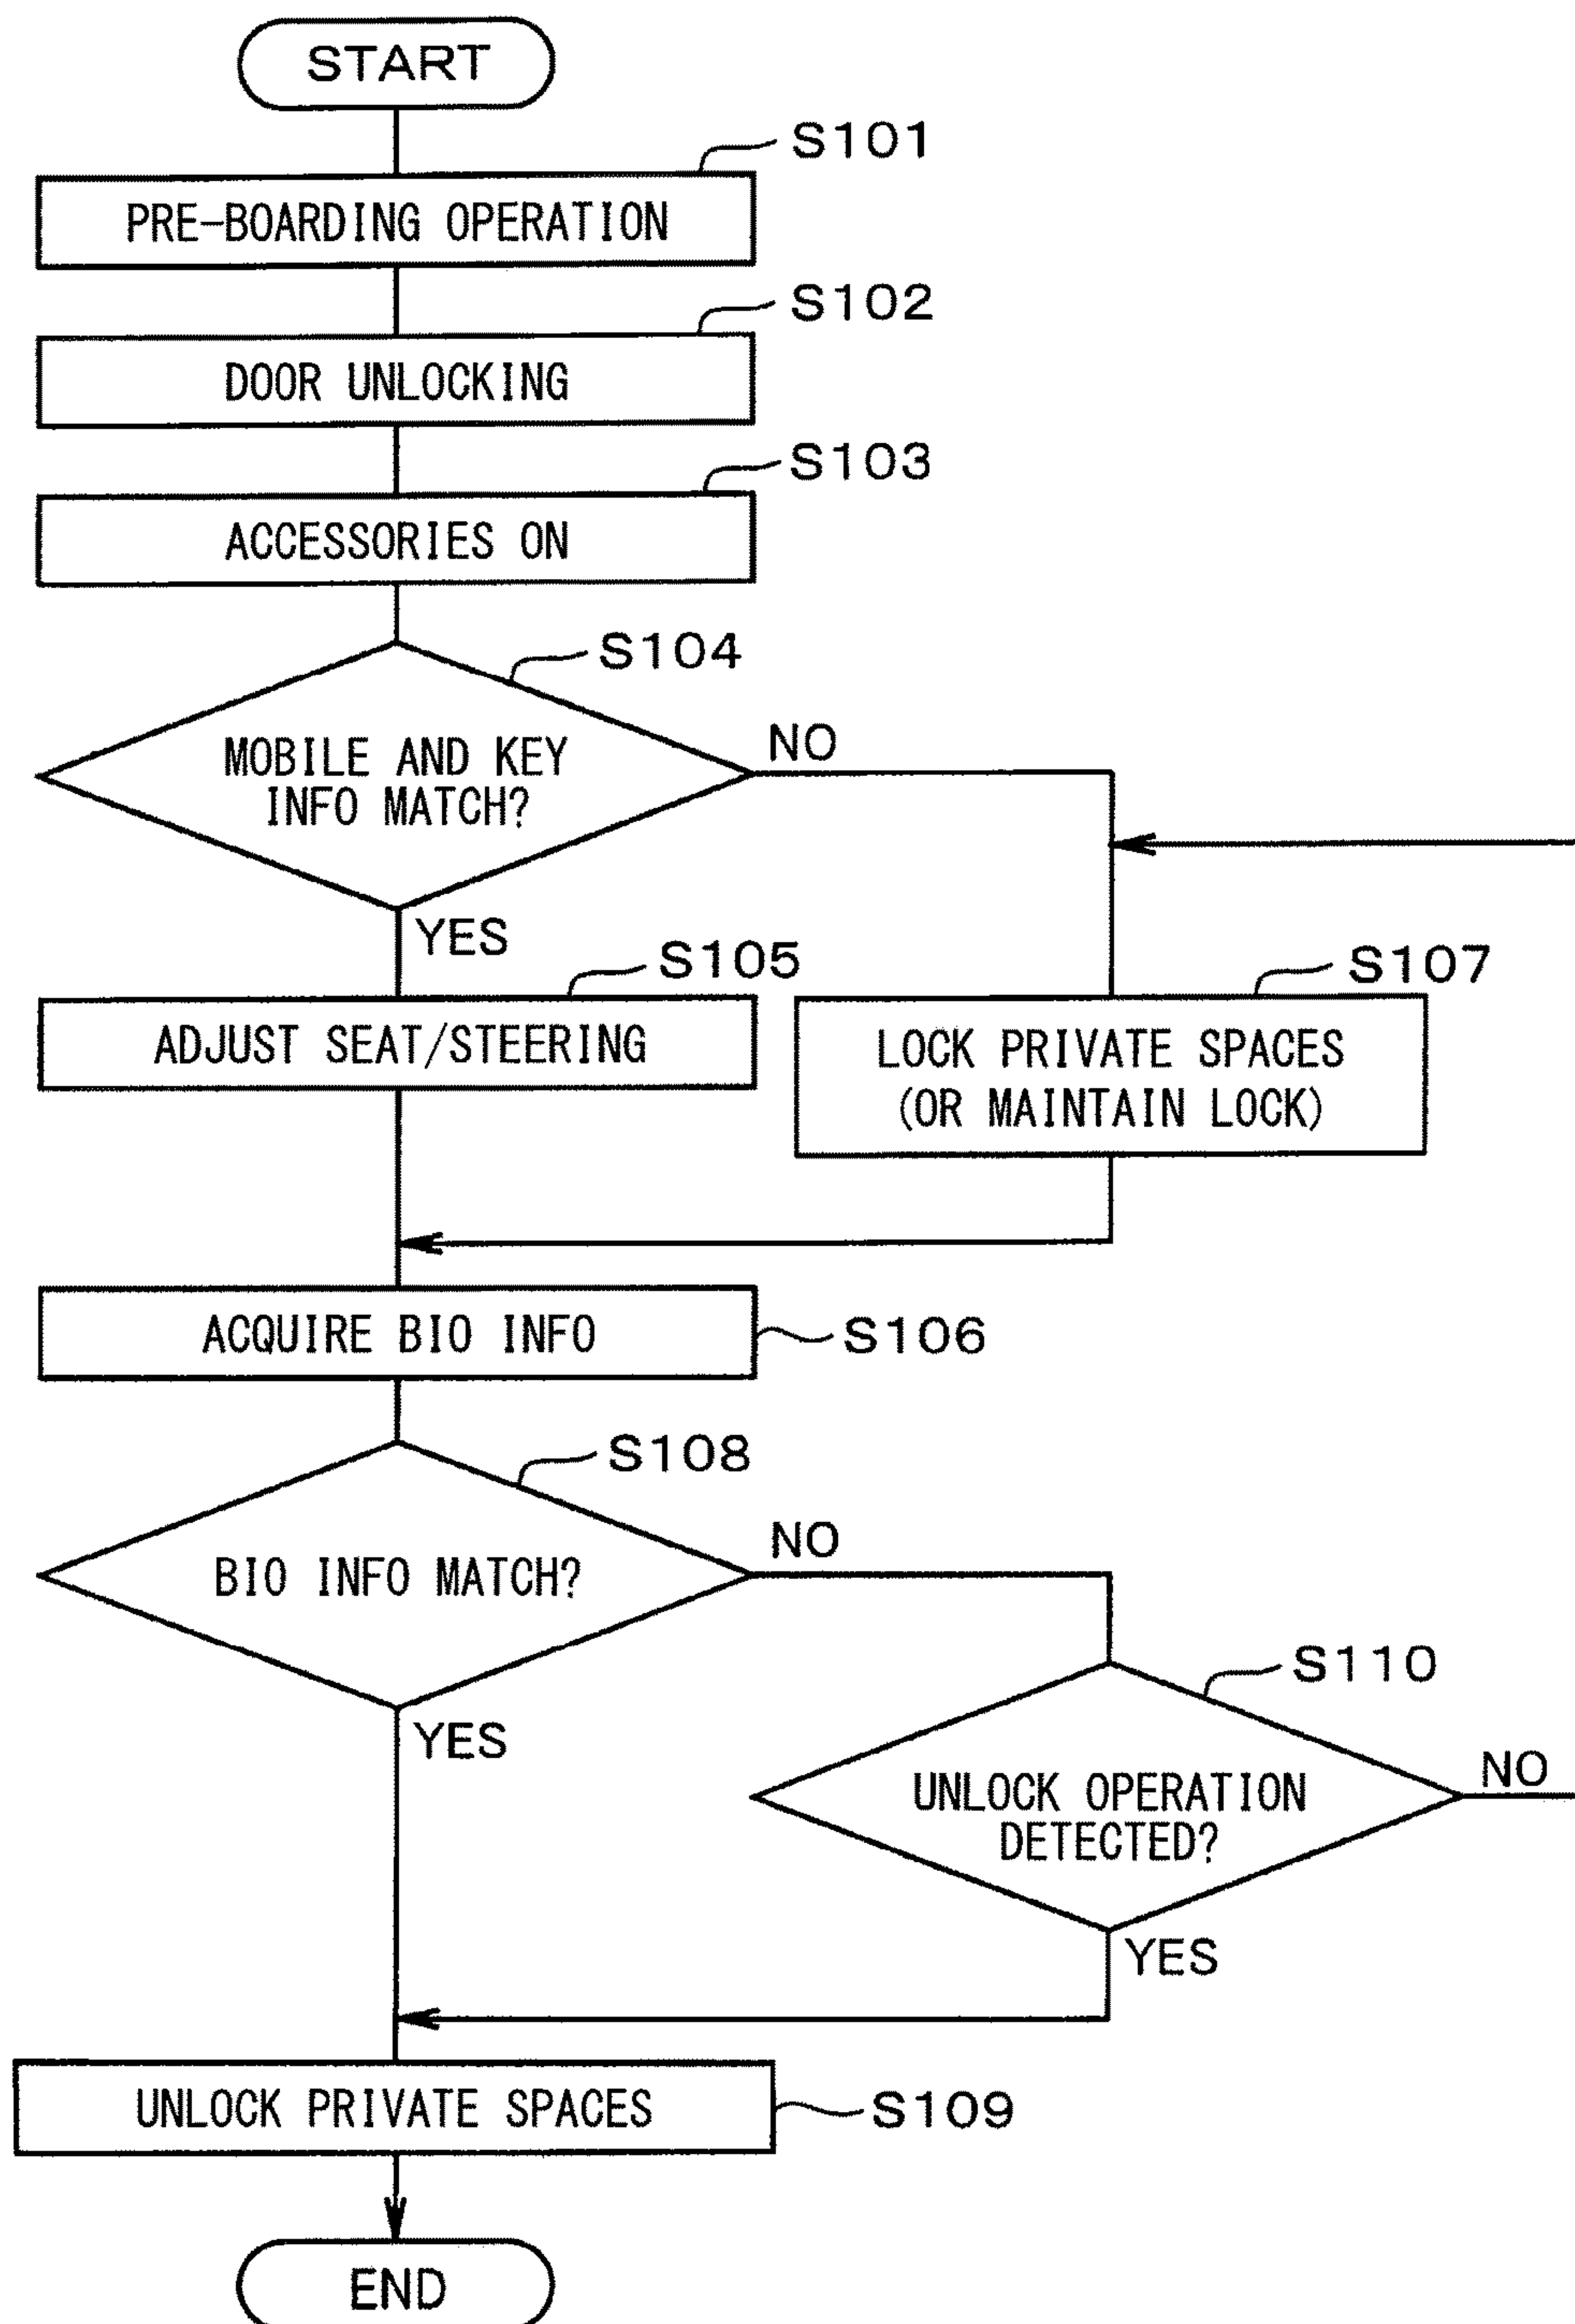 START
S101
PRE-BOARDING OPERATION
S102
DOOR UNLOCKING
S103
ACCESSORIES ON
S104
MOBILE AND KEY
INFO MATCH?
NO
YES
S105
ADJUST SEAT/STEERING
S107
LOCK PRIVATE SPACES
(OR MAINTAIN LOCK)
ACQUIRE BIO INFO
S106
S108
BIO INFO MATCH?
NO
YES
S110
UNLOCK OPERATION
DETECTED?
NO
YES
UNLOCK PRIVATE SPACES
S109
END